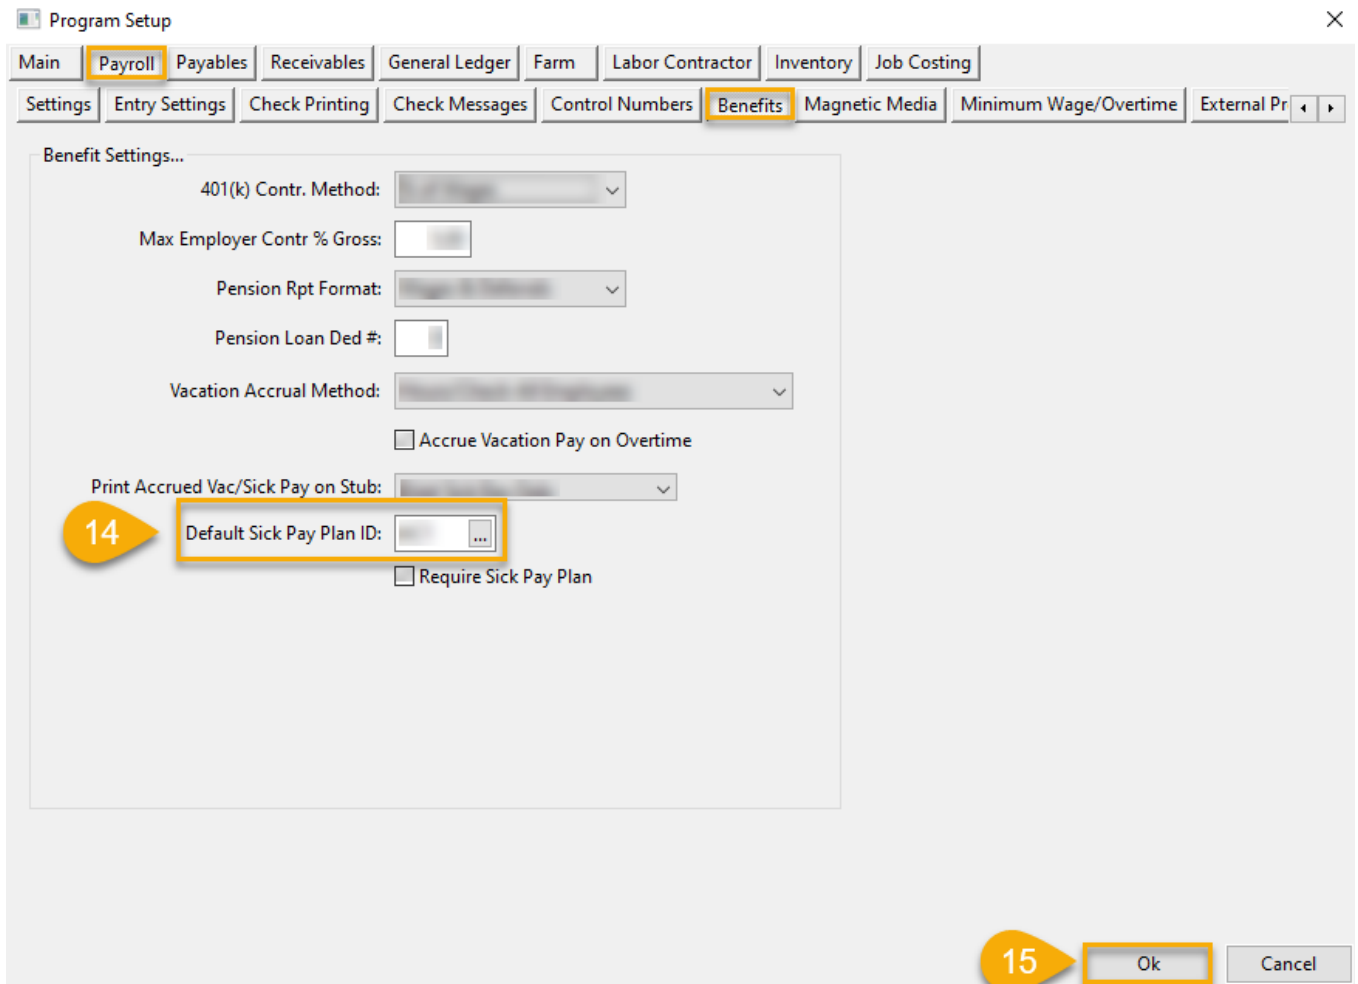 Program Setup
Main Payroll Payables Receivables General Ledger Farm Labor Contractor Inventory Job Costing
Settings Entry Settings Check Printing Check Messages Control Numbers Benefits Magnetic Media Minimum Wage/Overtime External Pr
Benefit Settings...
401(k) Contr. Method:
Max Employer Contr % Gross:
Pension Rpt Format:
Pension Loan Ded #:
Vacation Accrual Method:
Accrue Vacation Pay on Overtime
Print Accrued Vac/Sick Pay on Stub:
14 Default Sick Pay Plan ID: ...
Require Sick Pay Plan
15 Ok Cancel